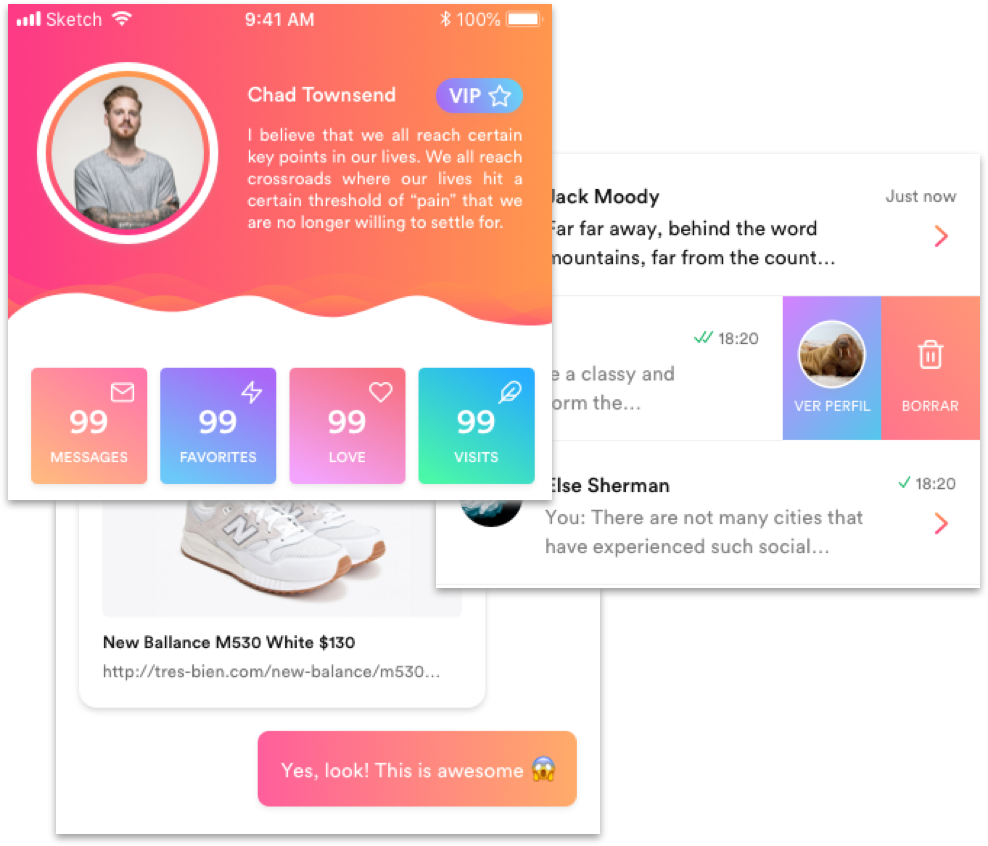 Sketch 9:41 AM 100%
Chad Townsend VIP
I believe that we all reach certain
key points in our lives. We all reach
crossroads where our lives hit a
certain threshold of “pain” that we
are no longer willing to settle for.
99 99 99 99
MESSAGES FAVORITES LOVE VISITS
Jack Moody Just now
Far far away, behind the word
mountains, far from the count...
18:20
e a classy and
orm the...
VER PERFIL BORRAR
Else Sherman 18:20
You: There are not many cities that
have experienced such social...
N N
New Ballance M530 White $130
http://tres-bien.com/new-balance/m530...
Yes, look! This is awesome 😱